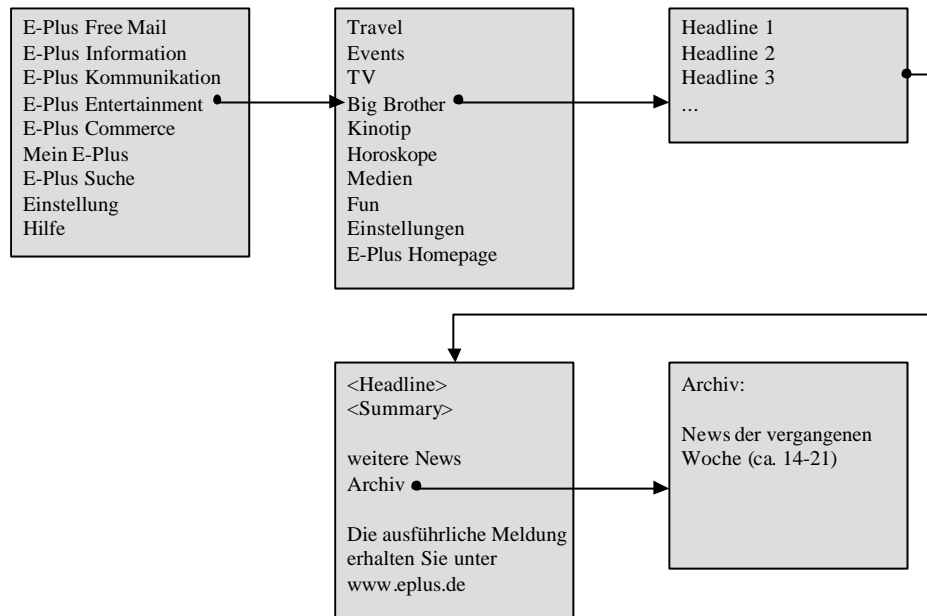 E-Plus Free Mail
E-Plus Information
E-Plus Kommunikation
E-Plus Entertainment
E-Plus Commerce
Mein E-Plus
E-Plus Suche
Einstellung
Hilfe
Travel
Events
TV
Big Brother
Kinotip
Horoskope
Medien
Fun
Einstellungen
E-Plus Homepage
Headline 1
Headline 2
Headline 3
...
<Headline>
<Summary>
weitere News
Archiv
Die ausführliche Meldung
erhalten Sie unter
www.eplus.de
Archiv:
News der vergangenen
Woche (ca. 14-21)